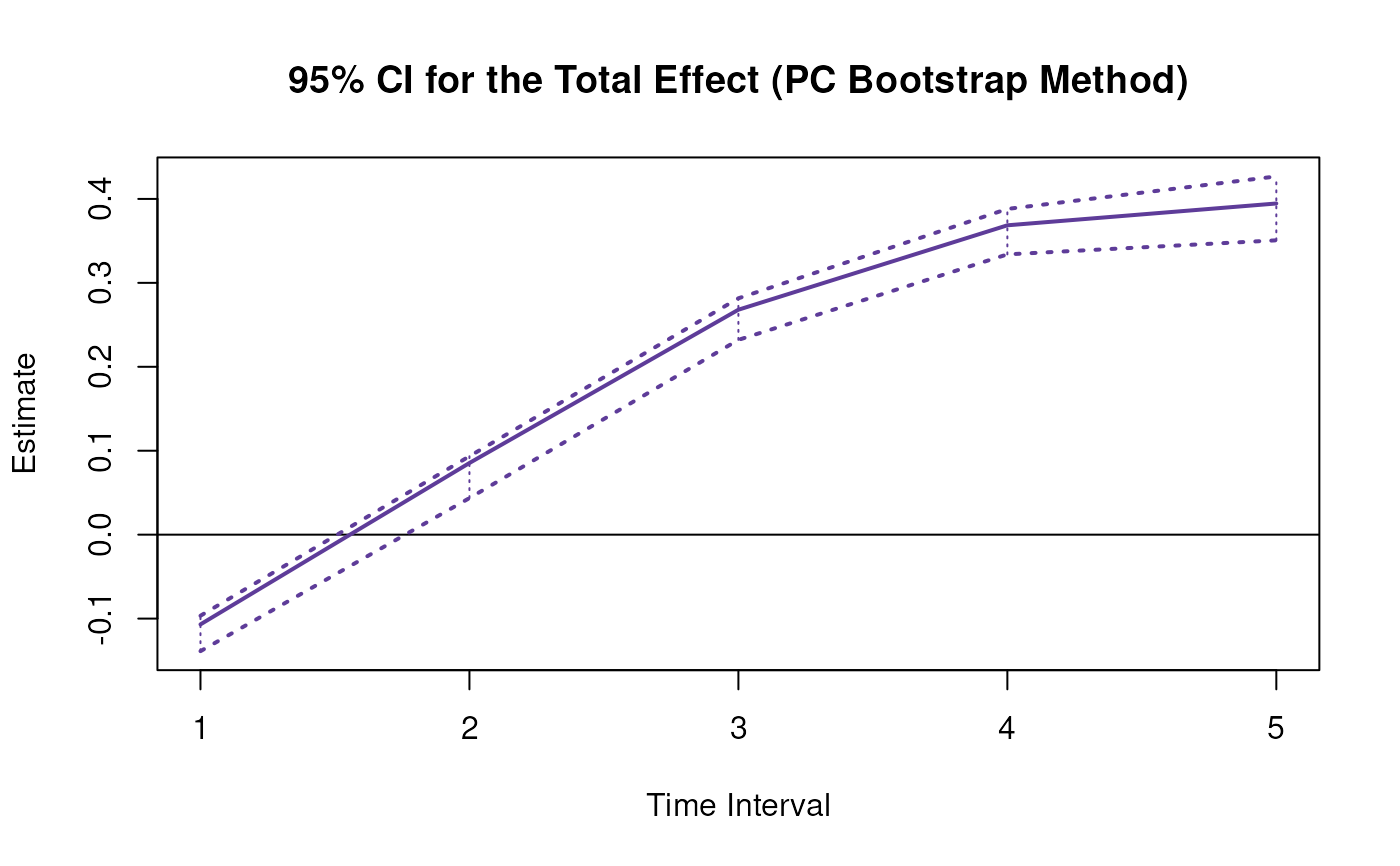 95% CI for the Total Effect (PC Bootstrap Method)
Estimate
0.4
0.3
0.2
0.1
0.0
-0.1
1 2 3 4 5
Time Interval